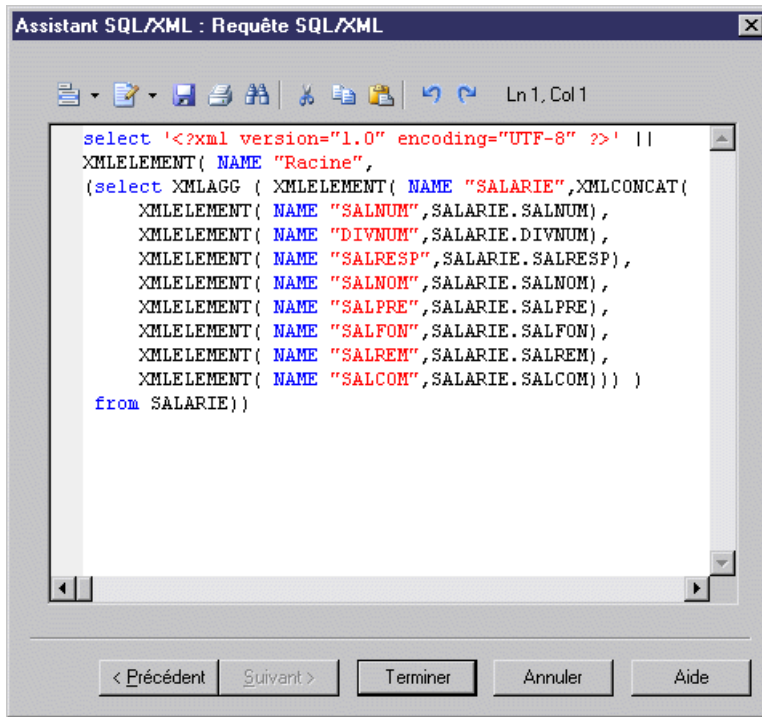 Assistant SQL/XML : Requête SQL/XML
Ln 1, Col 1
select '<?xml version="1.0" encoding="UTF-8" ?>' ||
XMLELEMENT( NAME "Racine",
(select XMLAGG ( XMLELEMENT( NAME "SALARIE",XMLCONCAT(
XMLELEMENT( NAME "SALNUM",SALARIE.SALNUM),
XMLELEMENT( NAME "DIVNUM",SALARIE.DIVNUM),
XMLELEMENT( NAME "SALRESP",SALARIE.SALRESP),
XMLELEMENT( NAME "SALNOM",SALARIE.SALNOM),
XMLELEMENT( NAME "SALPRE",SALARIE.SALPRE),
XMLELEMENT( NAME "SALFON",SALARIE.SALFON),
XMLELEMENT( NAME "SALREM",SALARIE.SALREM),
XMLELEMENT( NAME "SALCOM",SALARIE.SALCOM))) )
from SALARIE))
< Précédent Suivant > Terminer Annuler Aide